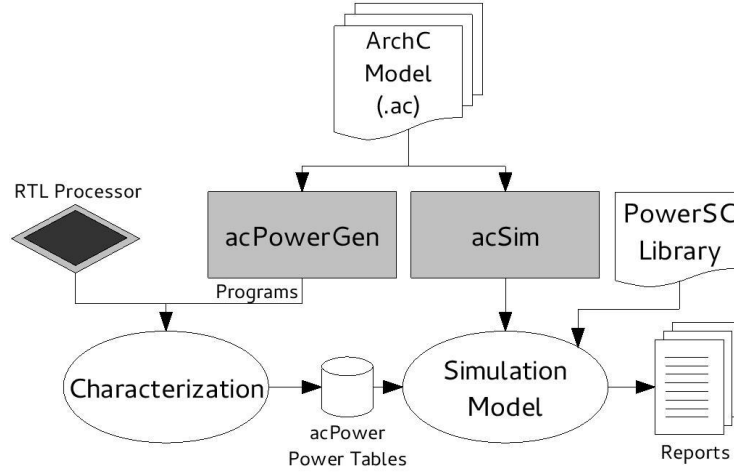 ArchC
Model
(.ac)
RTL Processor
acPowerGen
acSim
PowerSC
Library
Programs
Characterization
acPower
Power Tables
Simulation
Model
Reports